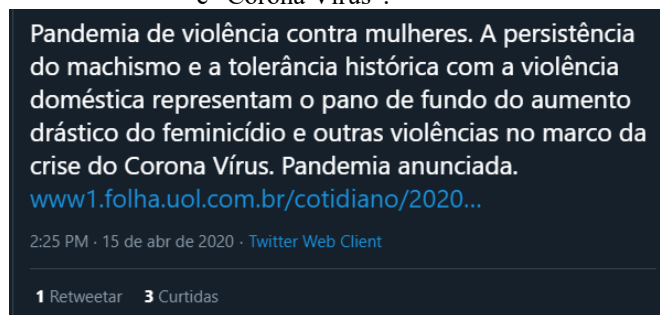 e "Corona Vírus".
Pandemia de violência contra mulheres. A persistência
do machismo e a tolerância histórica com a violência
doméstica representam o pano de fundo do aumento
drástico do feminicídio e outras violências no marco da
crise do Corona Vírus. Pandemia anunciada.
www1.folha.uol.com.br/cotidiano/2020...
2:25 PM · 15 de abr de 2020 · Twitter Web Client
1 Retweetar 3 Curtidas